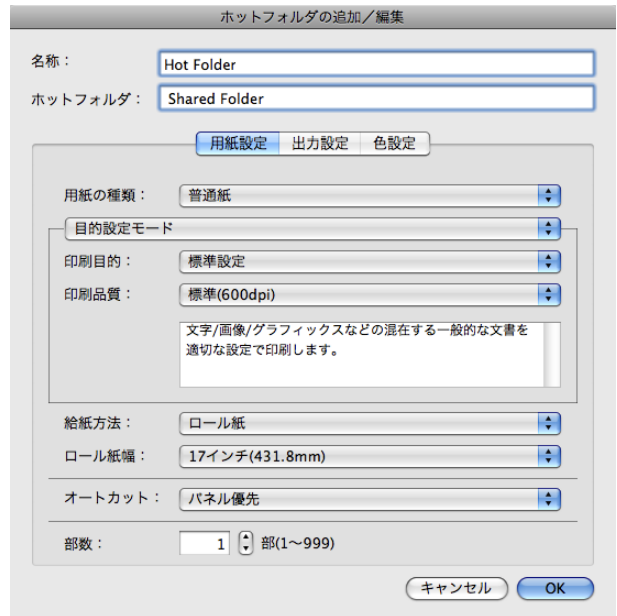 ホットフォルダの追加／編集
名称： Hot Folder
ホットフォルダ： Shared Folder
用紙設定 出力設定 色設定
用紙の種類： 普通紙
目的設定モード
印刷目的： 標準設定
印刷品質： 標準(600dpi)
文字/画像/グラフィックスなどの混在する一般的な文書を
適切な設定で印刷します。
給紙方法： ロール紙
ロール紙幅： 17インチ(431.8mm)
オートカット： パネル優先
部数： 1 部(1〜999)
キャンセル OK